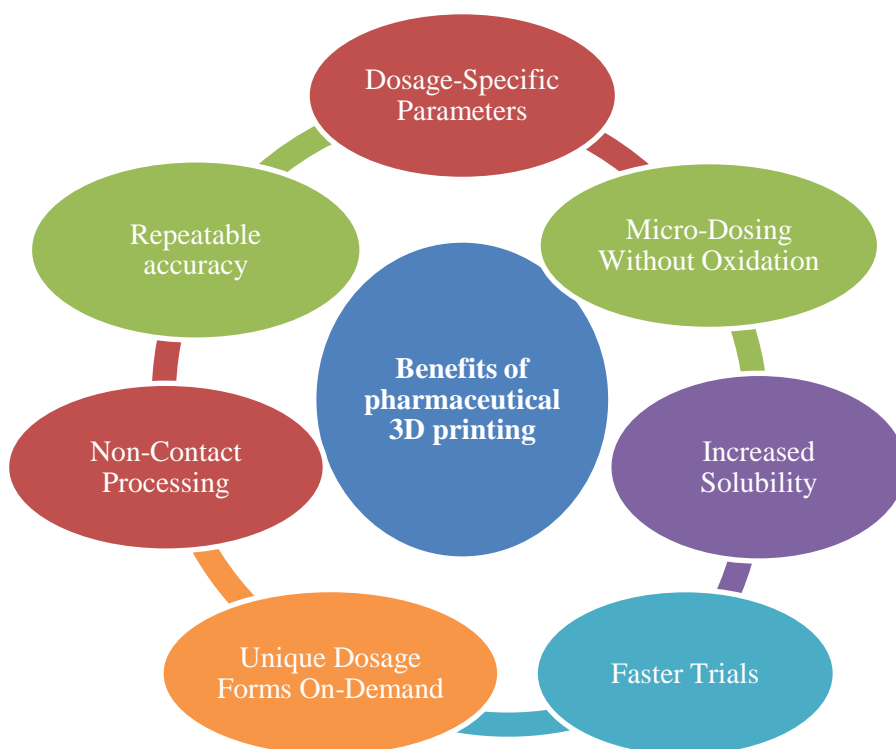 Dosage-Specific
Parameters
Repeatable
accuracy
Micro-Dosing
Without Oxidation
Benefits of
pharmaceutical
3D printing
Non-Contact
Processing
Increased
Solubility
Unique Dosage
Forms On-Demand
Faster Trials